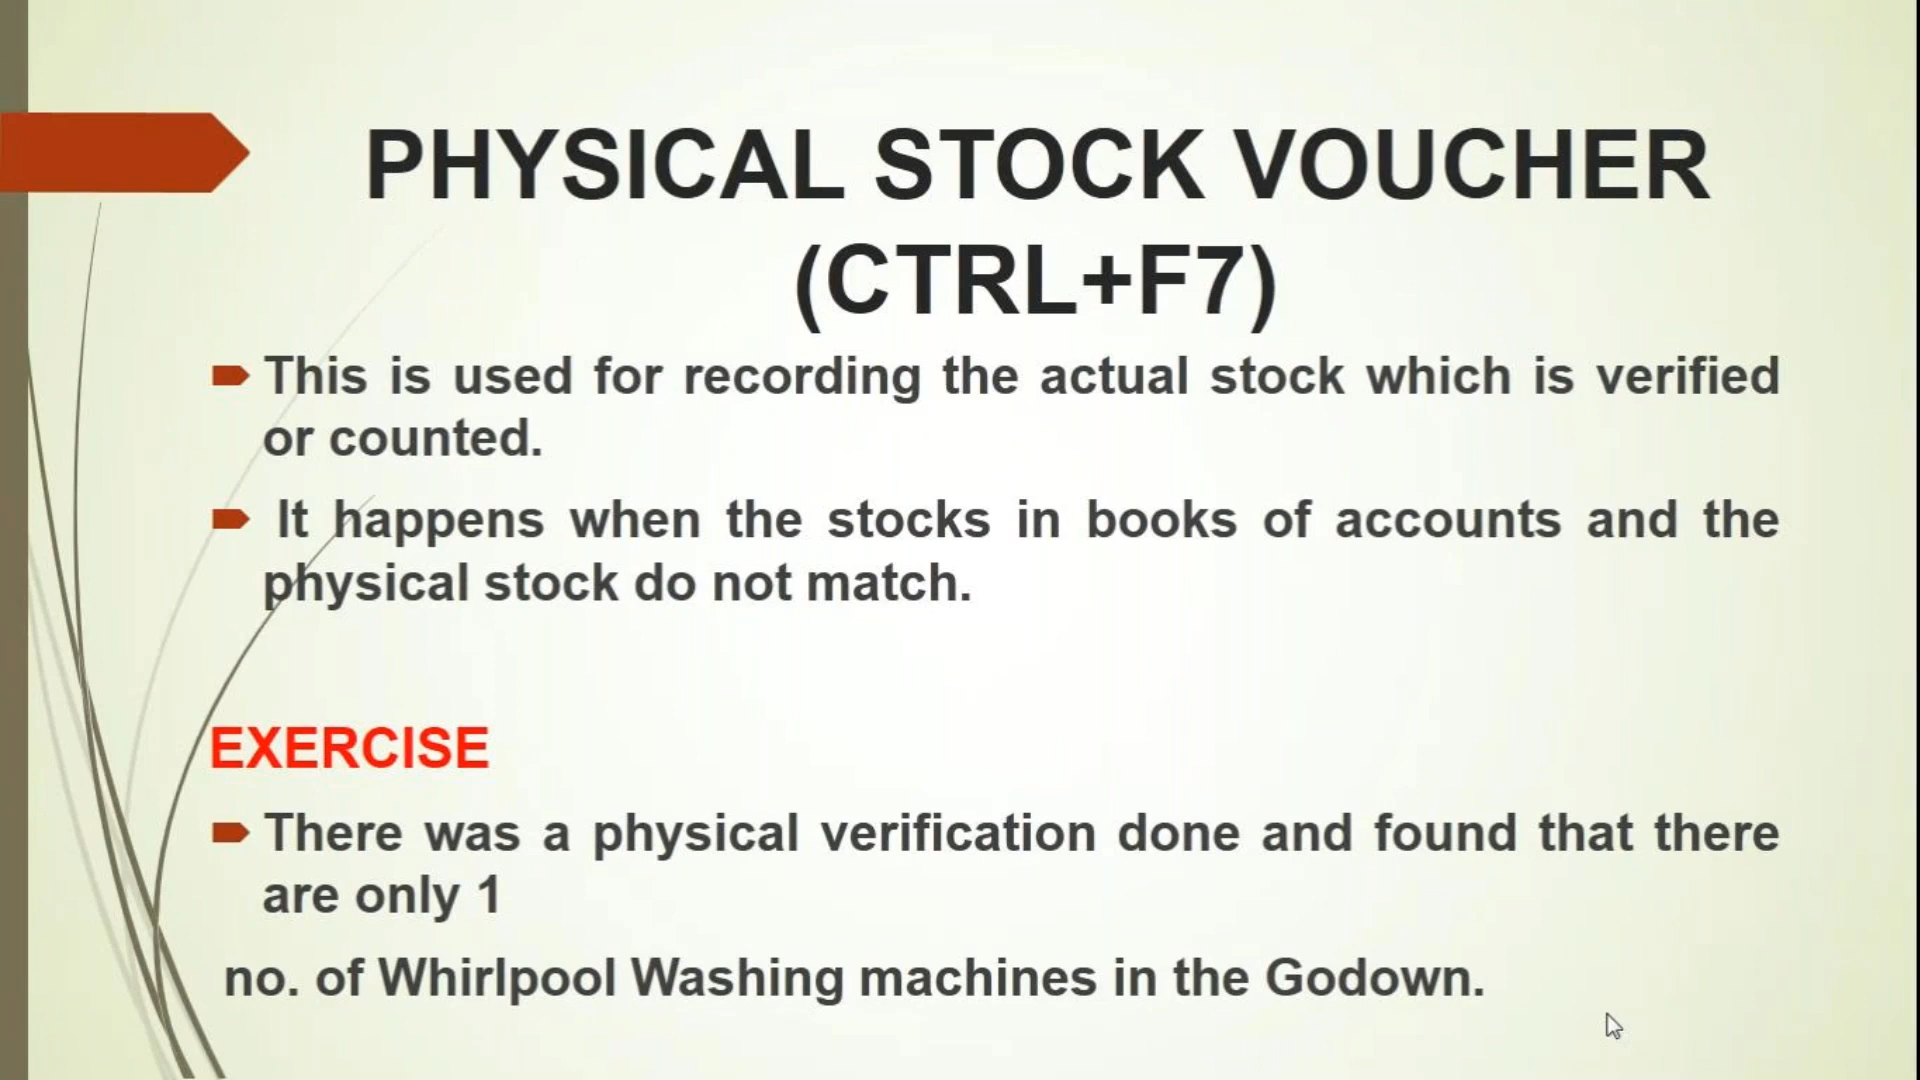 PHYSICAL STOCK VOUCHER
(CTRL+F7)
This is used for recording the actual stock which is verified
or counted.
It happens when the stocks in books of accounts and the
physical stock do not match.
EXERCISE
There was a physical verification done and found that there
are only 1
no. of Whirlpool Washing machines in the Godown.